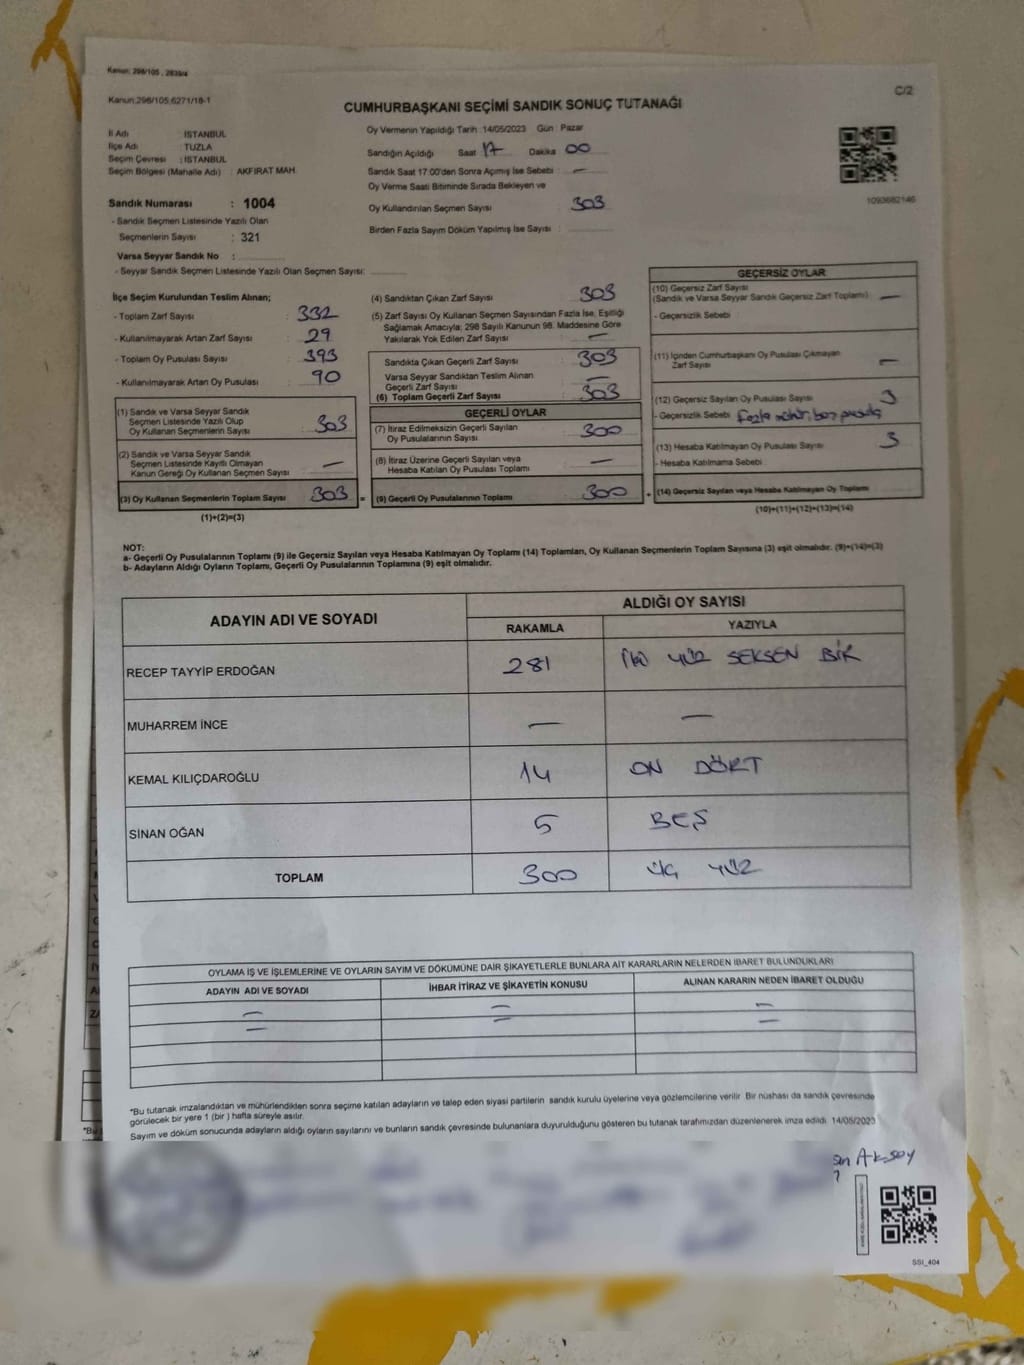 Kanun: 298/105, 2839/4
Kanun:298/105,6271/18-1
C/2
CUMHURBAŞKANI SEÇİMİ SANDIK SONUÇ TUTANAĞI
İl Adı : İSTANBUL
İlçe Adı : TUZLA
Seçim Çevresi : İSTANBUL
Seçim Bölgesi (Mahalle Adı) : AKFIRAT MAH.
Oy Vermenin Yapıldığı Tarih : 14/05/2023 Gün : Pazar
Sandığın Açıldığı Saat 17 Dakika 00
Sandık Saat 17:00'den Sonra Açılmış İse Sebebi : —
Oy Verme Saati Bitiminde Sırada Bekleyen ve
Oy Kullandırılan Seçmen Sayısı : 303
Birden Fazla Sayım Döküm Yapılmış İse Sayısı :
1093682146
Sandık Numarası : 1004
- Sandık Seçmen Listesinde Yazılı Olan
Seçmenlerin Sayısı : 321
Varsa Seyyar Sandık No :
- Seyyar Sandık Seçmen Listesinde Yazılı Olan Seçmen Sayısı:
İlçe Seçim Kurulundan Teslim Alınan;
- Toplam Zarf Sayısı : 332
- Kullanılmayarak Artan Zarf Sayısı : 29
- Toplam Oy Pusulası Sayısı : 393
- Kullanılmayarak Artan Oy Pusulası : 90
(1) Sandık ve Varsa Seyyar Sandık
Seçmen Listesinde Yazılı Olup
Oy Kullanan Seçmenlerin Sayısı : 303
(2) Sandık ve Varsa Seyyar Sandık
Seçmen Listesinde Kayıtlı Olmayan
Kanun Gereği Oy Kullanan Seçmen Sayısı : —
(3) Oy Kullanan Seçmenlerin Toplam Sayısı : 303 =
(1)+(2)=(3)
(4) Sandıktan Çıkan Zarf Sayısı : 303
(5) Zarf Sayısı Oy Kullanan Seçmen Sayısından Fazla İse, Eşitliği
Sağlamak Amacıyla; 298 Sayılı Kanunun 98. Maddesine Göre
Yakılarak Yok Edilen Zarf Sayısı : —
Sandıkta Çıkan Geçerli Zarf Sayısı : 303
Varsa Seyyar Sandıktan Teslim Alınan
Geçerli Zarf Sayısı : —
(6) Toplam Geçerli Zarf Sayısı : 303
GEÇERLİ OYLAR
(7) İtiraz Edilmeksizin Geçerli Sayılan
Oy Pusulalarının Sayısı : 300
(8) İtiraz Üzerine Geçerli Sayılan veya
Hesaba Katılan Oy Pusulası Toplamı : —
(9) Geçerli Oy Pusulalarının Toplamı : 300 +
GEÇERSİZ OYLAR
(10) Geçersiz Zarf Sayısı
(Sandık ve Varsa Seyyar Sandık Geçersiz Zarf Toplamı) : —
- Geçersizlik Sebebi :
(11) İçinden Cumhurbaşkanı Oy Pusulası Çıkmayan
Zarf Sayısı : —
(12) Geçersiz Sayılan Oy Pusulası Sayısı : 3
- Geçersizlik Sebebi : Fazla mühür, boş pusula
(13) Hesaba Katılmayan Oy Pusulası Sayısı : 3
- Hesaba Katılmama Sebebi :
(14) Geçersiz Sayılan veya Hesaba Katılmayan Oy Toplamı :
(10)+(11)+(12)+(13)=(14)
NOT:
a- Geçerli Oy Pusulalarının Toplamı (9) ile Geçersiz Sayılan veya Hesaba Katılmayan Oy Toplamı (14) Toplamları, Oy Kullanan Seçmenlerin Toplam Sayısına (3) eşit olmalıdır. (9)+(14)=(3)
b- Adayların Aldığı Oyların Toplamı, Geçerli Oy Pusulalarının Toplamına (9) eşit olmalıdır.
ADAYIN ADI VE SOYADI
ALDIĞI OY SAYISI
RAKAMLA YAZIYLA
RECEP TAYYİP ERDOĞAN 281 İKİ YÜZ SEKSEN BİR
MUHARREM İNCE — —
KEMAL KILIÇDAROĞLU 14 ON DÖRT
SİNAN OĞAN 5 BEŞ
TOPLAM 300 ÜÇ YÜZ
OYLAMA İŞ VE İŞLEMLERİNE VE OYLARIN SAYIM VE DÖKÜMÜNE DAİR ŞİKAYETLERLE BUNLARA AİT KARARLARIN NELERDEN İBARET BULUNDUKLARI
ADAYIN ADI VE SOYADI İHBAR İTİRAZ VE ŞİKAYETİN KONUSU ALINAN KARARIN NEDEN İBARET OLDUĞU
— — —
— — —
*Bu tutanak imzalandıktan ve mühürlendikten sonra seçime katılan adayların ve talep eden siyasi partilerin sandık kurulu üyelerine veya gözlemcilerine verilir. Bir nüshası da sandık çevresinde
görülecek bir yere 1 (bir) hafta süreyle asılır.
Sayım ve döküm sonucunda adayların aldığı oyların sayılarını ve bunların sandık çevresinde bulunanlara duyurulduğunu gösteren bu tutanak tarafımızdan düzenlenerek imza edildi. 14/05/2023
Aksoy
SSI_404